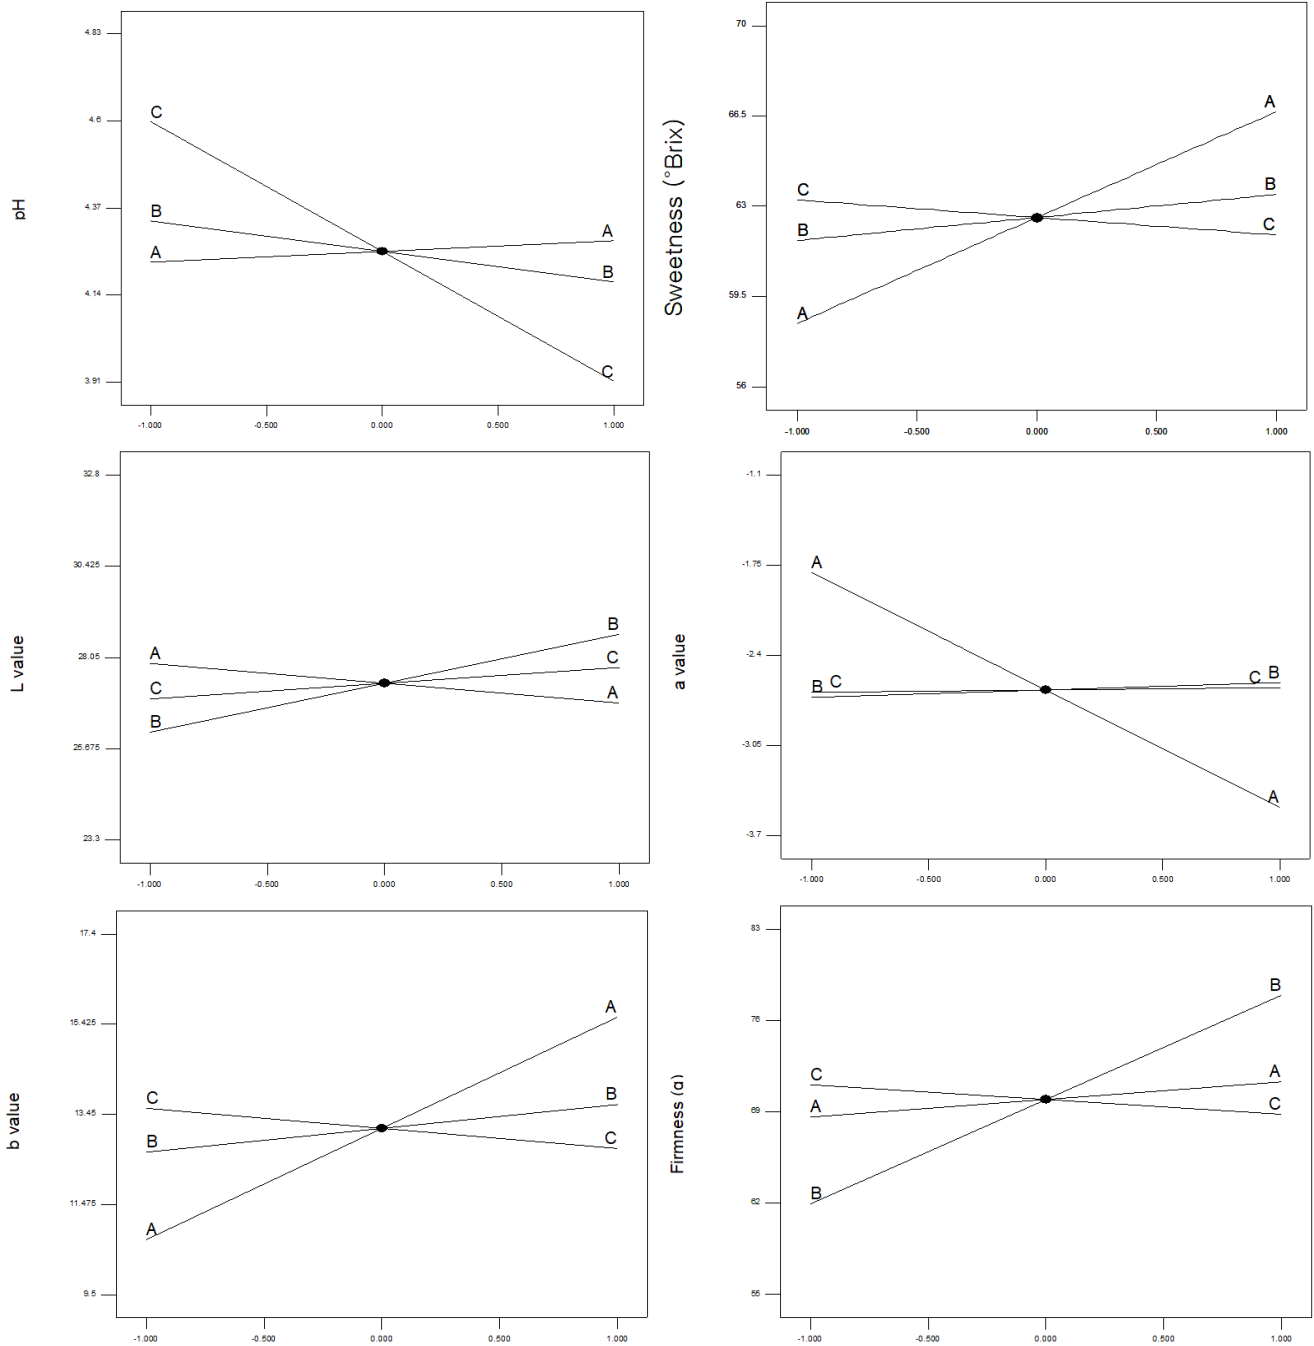 pH
4.83
4.6
4.37
4.14
3.91
C
B
A
A
B
C
-1.000 -0.500 0.000 0.500 1.000
Sweetness (°Brix)
70
66.5
63
59.5
56
C
B
A
A
B
C
-1.000 -0.500 0.000 0.500 1.000
L value
32.8
30.425
28.05
25.675
23.3
A
C
B
B
C
A
-1.000 -0.500 0.000 0.500 1.000
a value
-1.1
-1.75
-2.4
-3.05
-3.7
A
B C
C B
A
-1.000 -0.500 0.000 0.500 1.000
b value
17.4
15.425
13.45
11.475
9.5
C
B
A
A
B
C
-1.000 -0.500 0.000 0.500 1.000
Firmness (g)
83
76
69
62
55
C
A
B
B
A
C
-1.000 -0.500 0.000 0.500 1.000